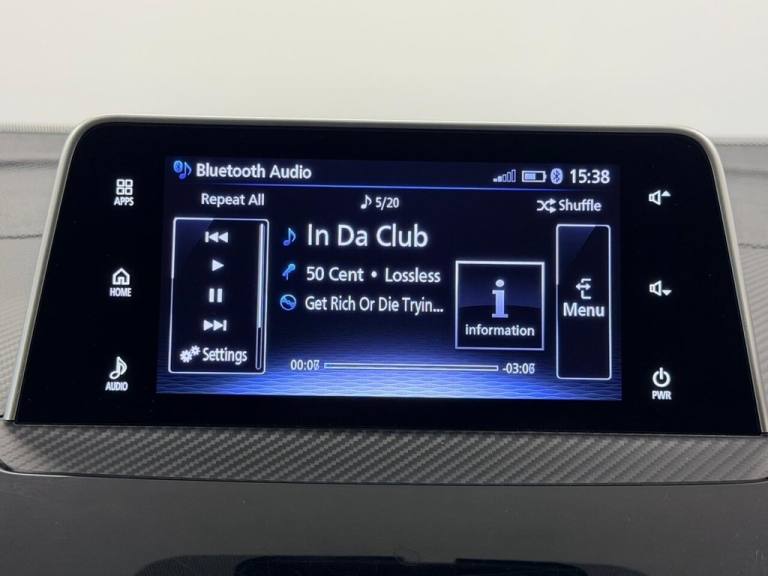 Bluetooth Audio
15:38
Repeat All
5/20
Shuffle
APPS
In Da Club
50 Cent • Lossless
Get Rich Or Die Tryin...
i
information
Menu
HOME
Settings
00:06
-03:06
AUDIO
PWR